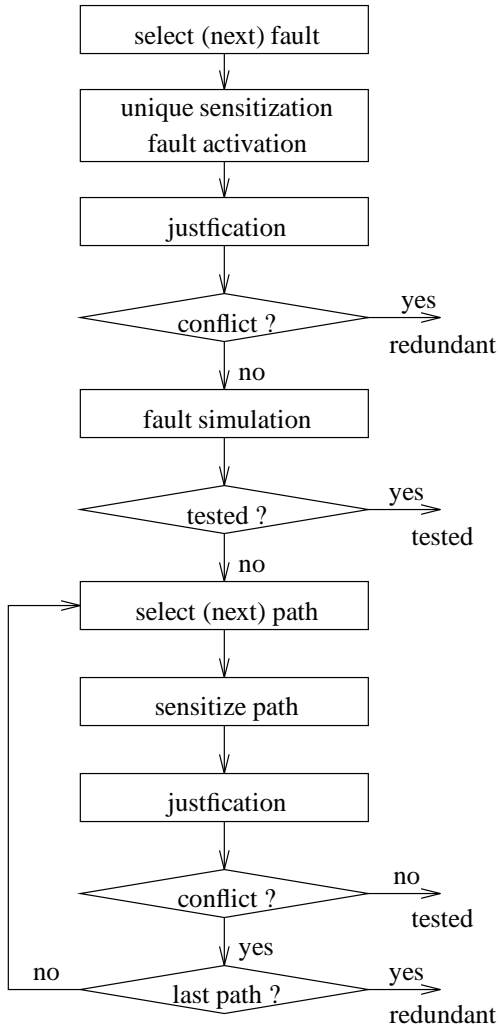 select (next) fault
unique sensitization
fault activation
justfication
conflict ?
yes
redundant
no
fault simulation
tested ?
yes
tested
no
select (next) path
sensitize path
justfication
conflict ?
no
tested
yes
no
last path ?
yes
redundant